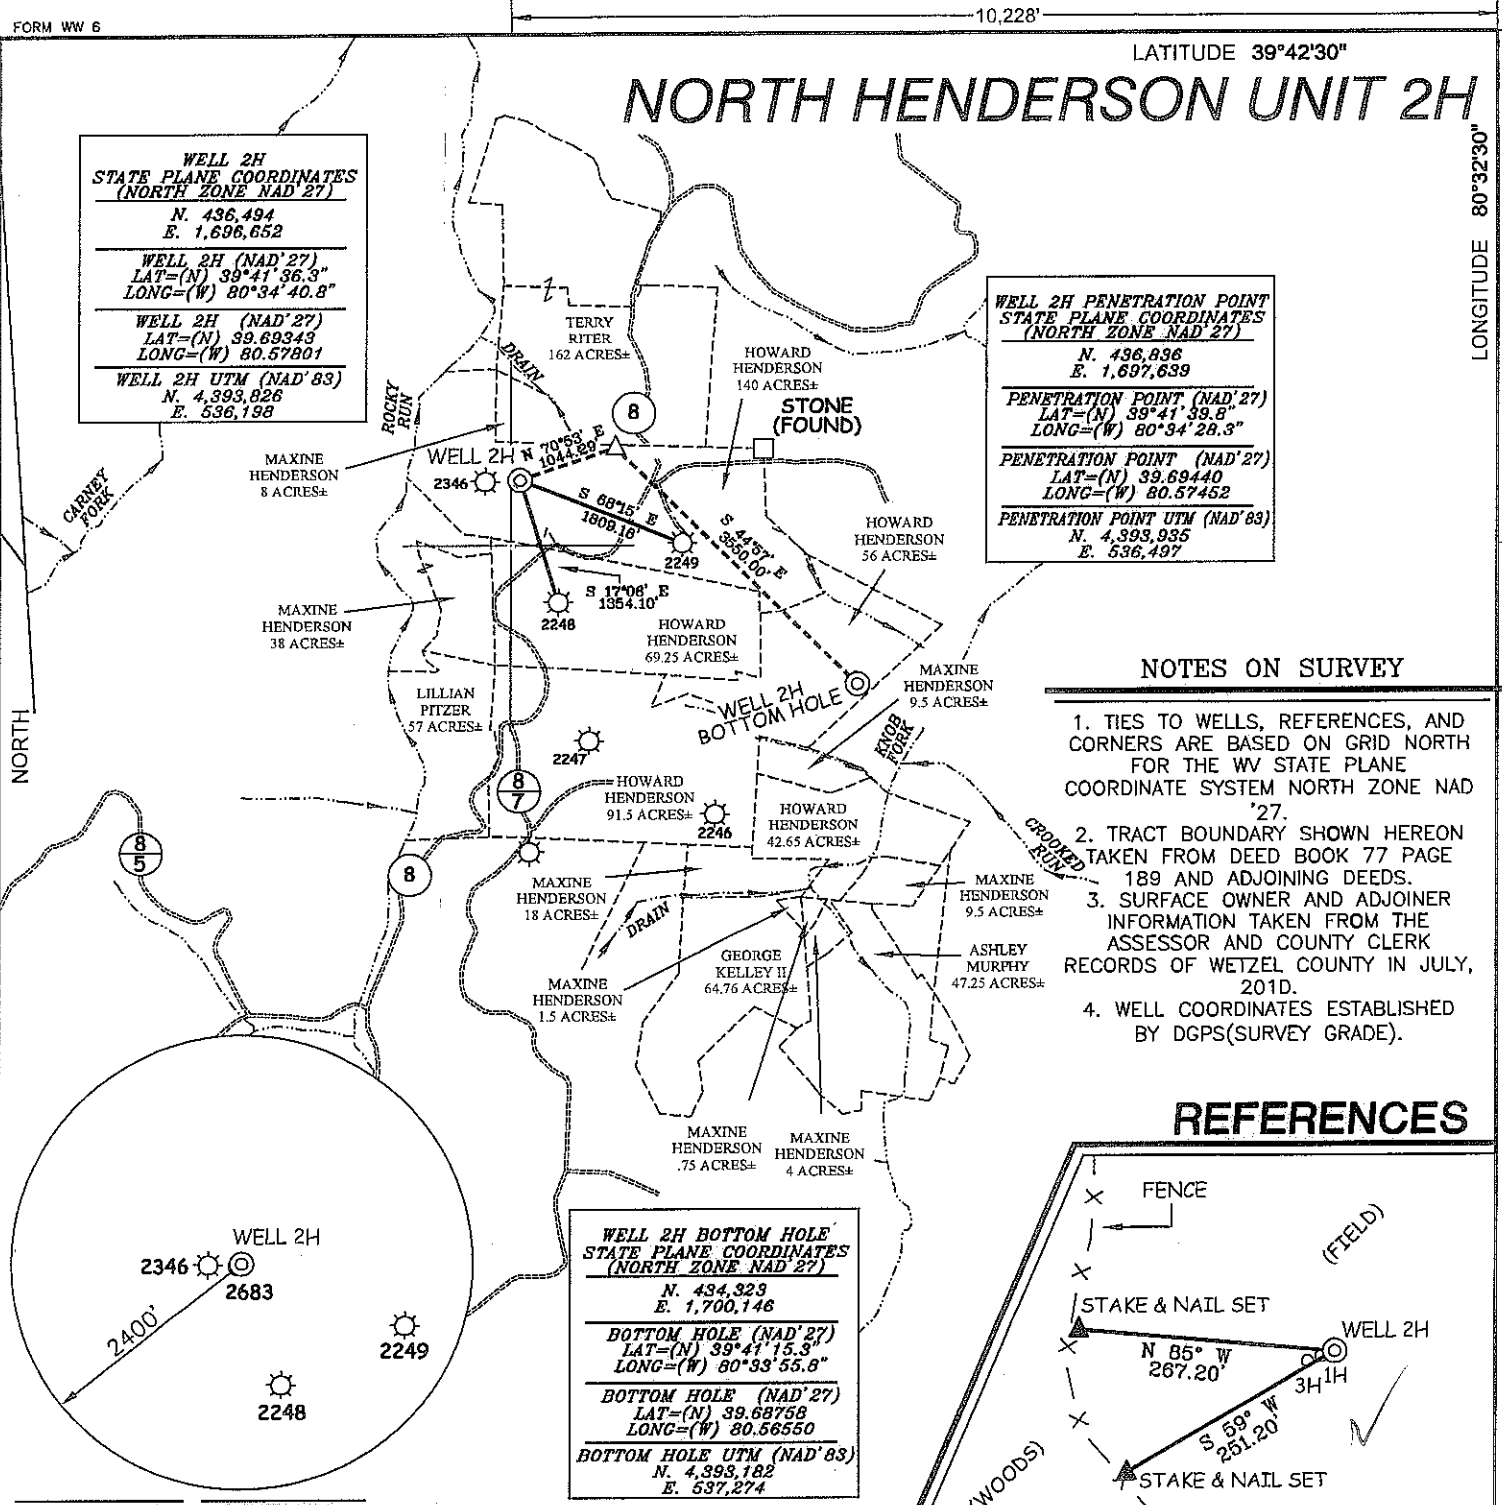 FORM WW 6
10,228'
LATITUDE 39°42'30"
NORTH HENDERSON UNIT 2H
LONGITUDE 80°32'30"
WELL 2H
STATE PLANE COORDINATES
(NORTH ZONE NAD'27)
N. 436,494
E. 1,696,652
WELL 2H (NAD'27)
LAT=(N) 39°41'36.3"
LONG=(W) 80°34'40.8"
WELL 2H (NAD'27)
LAT=(N) 39.69343
LONG=(W) 80.57801
WELL 2H UTM (NAD'83)
N. 4,393,826
E. 536,198
WELL 2H PENETRATION POINT
STATE PLANE COORDINATES
(NORTH ZONE NAD'27)
N. 436,836
E. 1,697,639
PENETRATION POINT (NAD'27)
LAT=(N) 39°41'39.8"
LONG=(W) 80°34'28.3"
PENETRATION POINT (NAD'27)
LAT=(N) 39.69440
LONG=(W) 80.57452
PENETRATION POINT UTM (NAD'83)
N. 4,393,935
E. 536,497
TERRY
RITER
162 ACRES±
DRAIN
ROCKY
RUN
HOWARD
HENDERSON
140 ACRES±
8
STONE
(FOUND)
MAXINE
HENDERSON
8 ACRES±
WELL 2H
N 70°53' E
1044.29'
2346
CARNEY
FORK
S 68°15' E
1809.16'
2249
S 44°57' E
3550.00'
HOWARD
HENDERSON
56 ACRES±
S 17°06' E
1354.10'
2248
MAXINE
HENDERSON
38 ACRES±
HOWARD
HENDERSON
69.25 ACRES±
MAXINE
HENDERSON
9.5 ACRES±
LILLIAN
PITZER
57 ACRES±
WELL 2H
BOTTOM HOLE
NORTH
KNOB
FORK
2247
8
7
HOWARD
HENDERSON
91.5 ACRES±
2246
HOWARD
HENDERSON
42.65 ACRES±
CROOKED
RUN
8
5
8
MAXINE
HENDERSON
18 ACRES±
DRAIN
MAXINE
HENDERSON
9.5 ACRES±
GEORGE
KELLEY II
64.76 ACRES±
ASHLEY
MURPHY
47.25 ACRES±
MAXINE
HENDERSON
1.5 ACRES±
MAXINE
HENDERSON
.75 ACRES±
MAXINE
HENDERSON
4 ACRES±
NOTES ON SURVEY
1. TIES TO WELLS, REFERENCES, AND
CORNERS ARE BASED ON GRID NORTH
FOR THE WV STATE PLANE
COORDINATE SYSTEM NORTH ZONE NAD
'27.
2. TRACT BOUNDARY SHOWN HEREON
TAKEN FROM DEED BOOK 77 PAGE
189 AND ADJOINING DEEDS.
3. SURFACE OWNER AND ADJOINER
INFORMATION TAKEN FROM THE
ASSESSOR AND COUNTY CLERK
RECORDS OF WETZEL COUNTY IN JULY,
2010.
4. WELL COORDINATES ESTABLISHED
BY DGPS(SURVEY GRADE).
WELL 2H
2346
2683
2400'
2249
2248
WELL 2H BOTTOM HOLE
STATE PLANE COORDINATES
(NORTH ZONE NAD'27)
N. 434,323
E. 1,700,146
BOTTOM HOLE (NAD'27)
LAT=(N) 39°41'15.3"
LONG=(W) 80°33'55.8"
BOTTOM HOLE (NAD'27)
LAT=(N) 39.68758
LONG=(W) 80.56550
BOTTOM HOLE UTM (NAD'83)
N. 4,393,182
E. 537,274
REFERENCES
FENCE
(FIELD)
STAKE & NAIL SET
WELL 2H
N 85° W
267.20'
3H
1H
S 59° W
251.20'
STAKE & NAIL SET
WOODS)